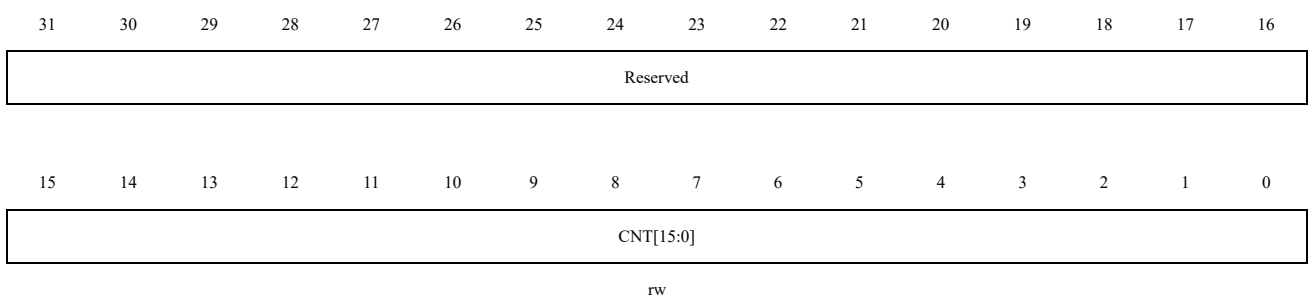 31 30 29 28 27 26 25 24 23 22 21 20 19 18 17 16
Reserved
15 14 13 12 11 10 9 8 7 6 5 4 3 2 1 0
CNT[15:0]
rw